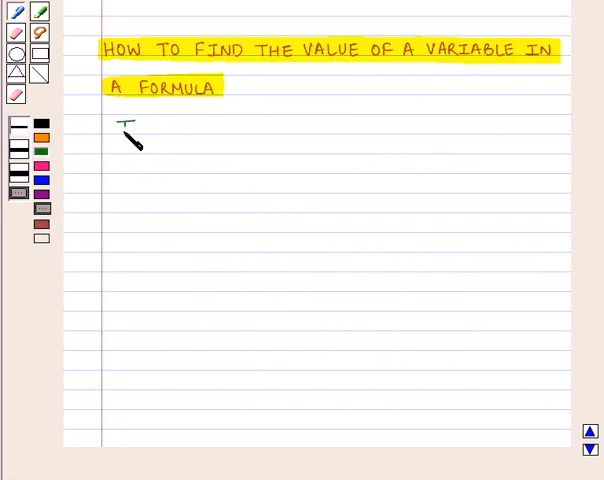 HOW TO FIND THE VALUE OF A VARIABLE IN
A FORMULA
T